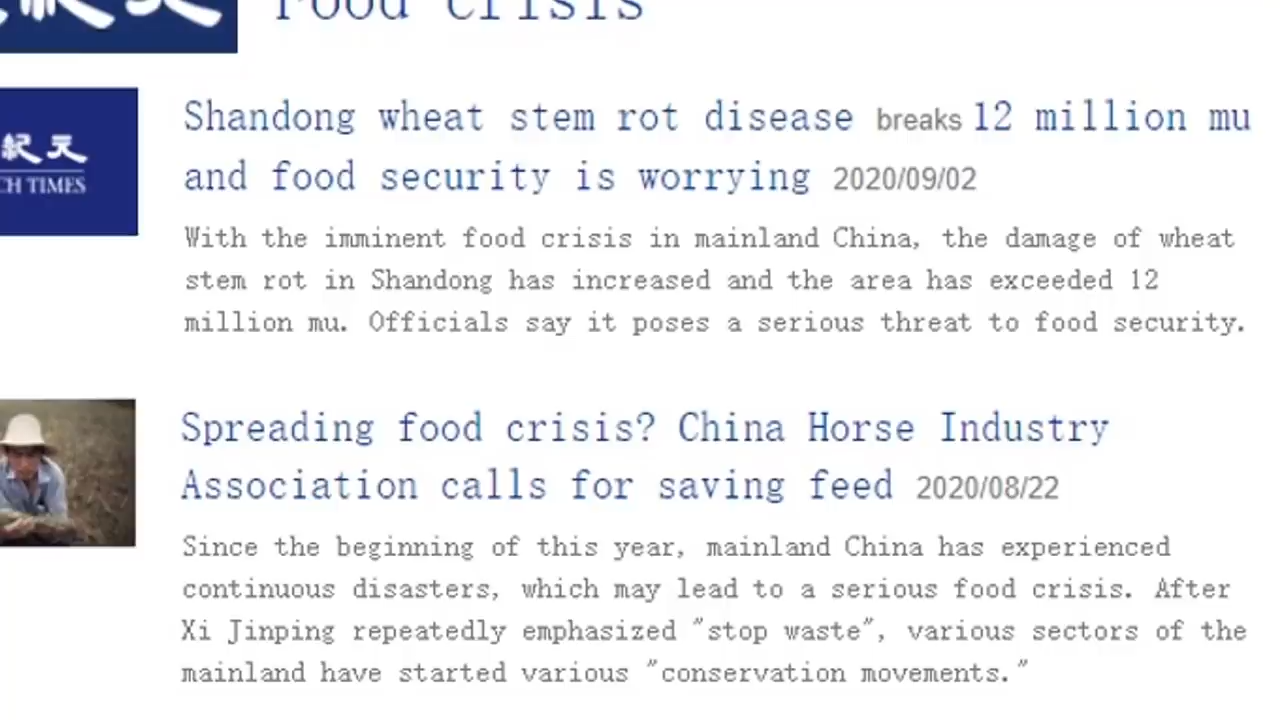 Food crisis
紀元
CH TIMES
Shandong wheat stem rot disease breaks 12 million mu
and food security is worrying 2020/09/02
With the imminent food crisis in mainland China, the damage of wheat
stem rot in Shandong has increased and the area has exceeded 12
million mu. Officials say it poses a serious threat to food security.
Spreading food crisis? China Horse Industry
Association calls for saving feed 2020/08/22
Since the beginning of this year, mainland China has experienced
continuous disasters, which may lead to a serious food crisis. After
Xi Jinping repeatedly emphasized "stop waste", various sectors of the
mainland have started various "conservation movements."